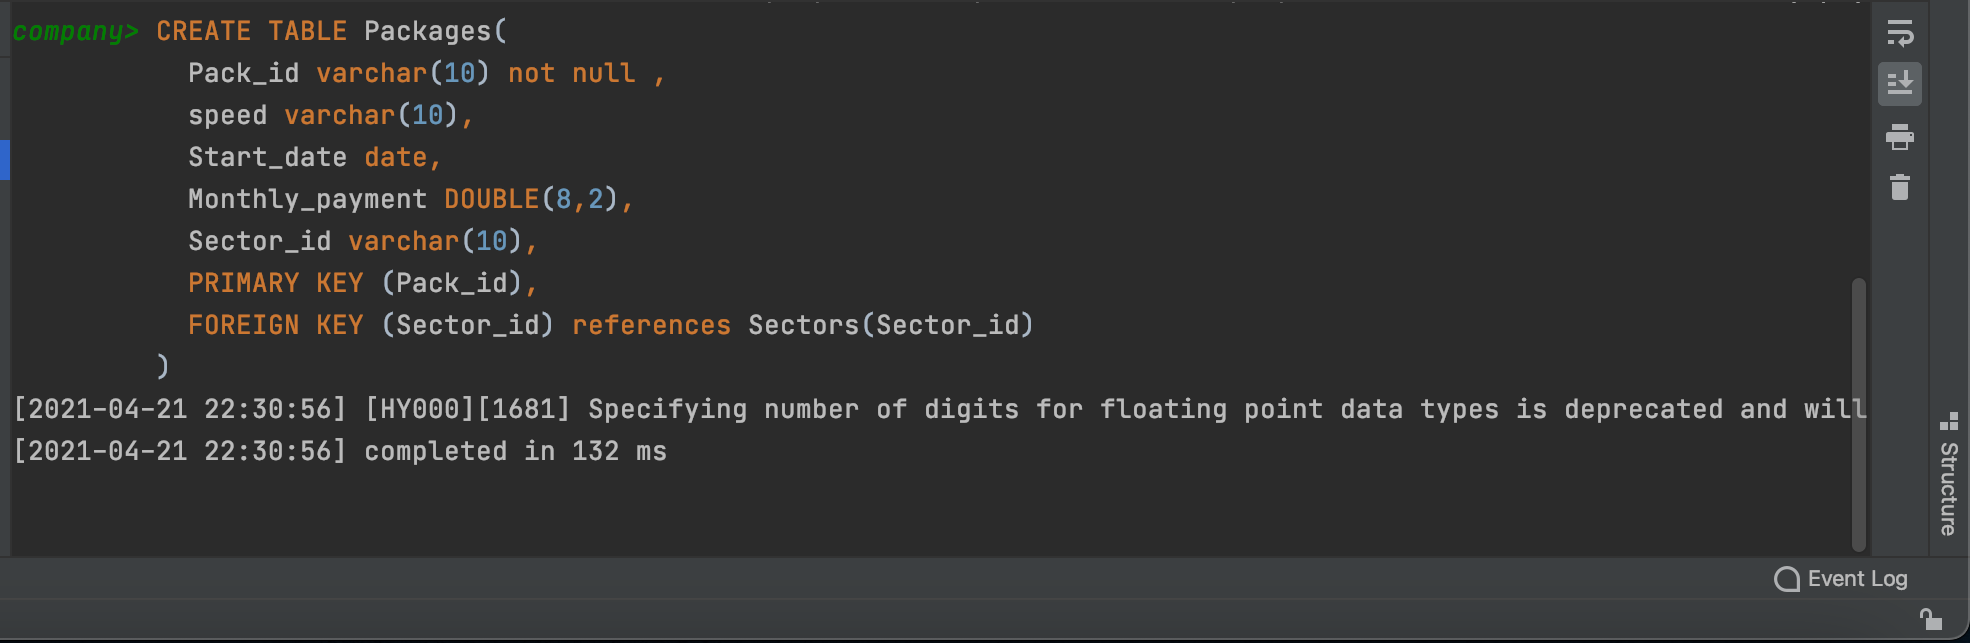 company> CREATE TABLE Packages(
Pack_id varchar(10) not null ,
speed varchar(10),
Start_date date,
Monthly_payment DOUBLE(8,2),
Sector_id varchar(10),
PRIMARY KEY (Pack_id),
FOREIGN KEY (Sector_id) references Sectors(Sector_id)
)
[2021-04-21 22:30:56] [HY000][1681] Specifying number of digits for floating point data types is deprecated and will
[2021-04-21 22:30:56] completed in 132 ms
Structure
Event Log